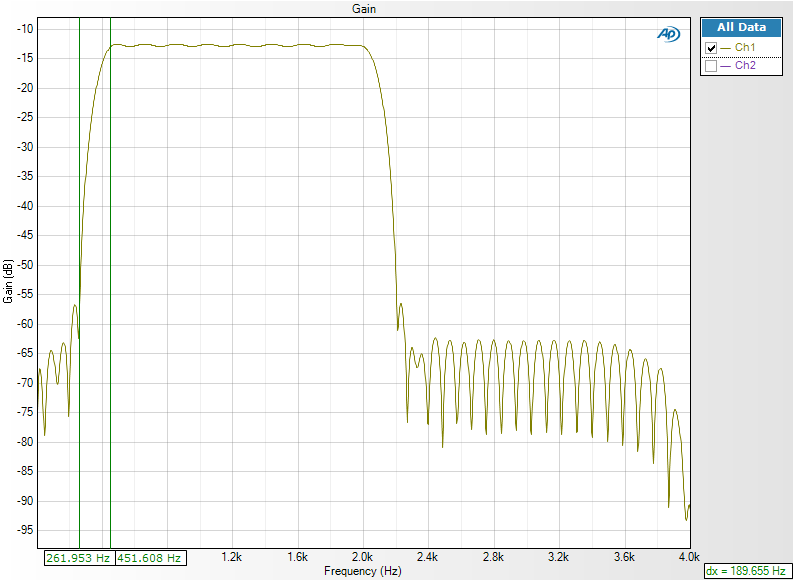 Gain
Ap
All Data
Ch1
Ch2
-10
-15
-20
-25
-30
-35
-40
-45
-50
-55
-60
-65
-70
-75
-80
-85
-90
-95
Gain (dB)
261.953 Hz 451.608 Hz 1.2k 1.6k 2.0k 2.4k 2.8k 3.2k 3.6k 4.0k
Frequency (Hz)
dx = 189.655 Hz